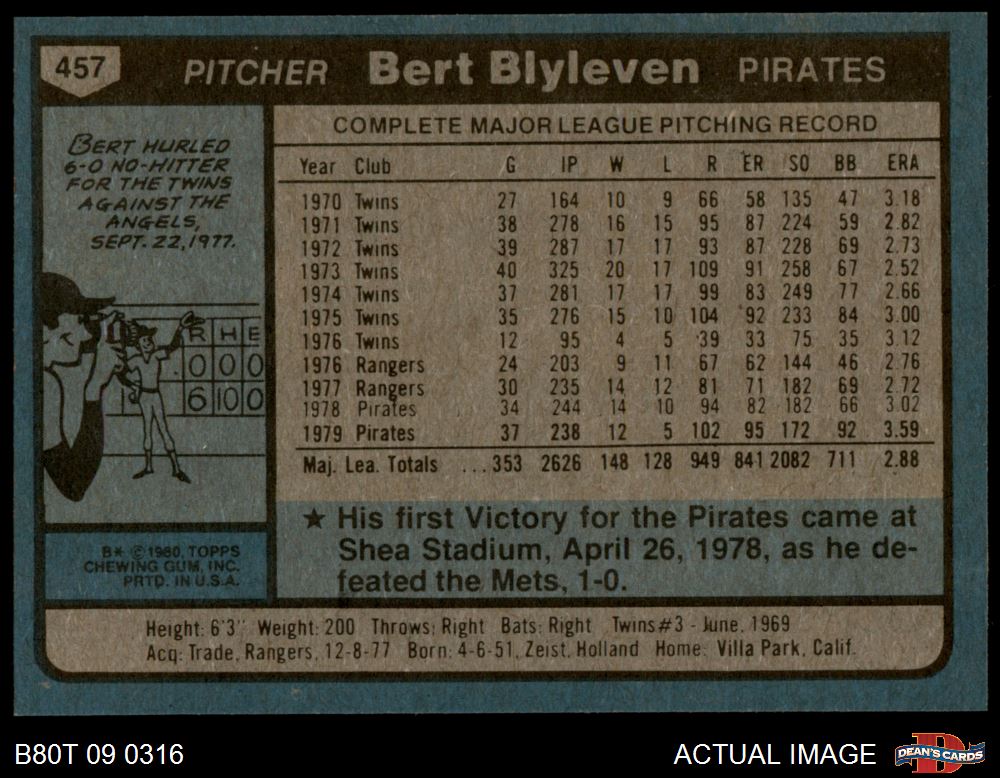 457 PITCHER Bert Blyleven PIRATES
BERT HURLED
6-0 NO-HITTER
FOR THE TWINS
AGAINST THE
ANGELS,
SEPT. 22, 1977.
R H E
0 0 0
6 10 0
B* © 1980, TOPPS
CHEWING GUM, INC.
PRTD. IN U.S.A.
COMPLETE MAJOR LEAGUE PITCHING RECORD
Year Club G IP W L R ER SO BB ERA
1970 Twins 27 164 10 9 66 58 135 47 3.18
1971 Twins 38 278 16 15 95 87 224 59 2.82
1972 Twins 39 287 17 17 93 87 228 69 2.73
1973 Twins 40 325 20 17 109 91 258 67 2.52
1974 Twins 37 281 17 17 99 83 249 77 2.66
1975 Twins 35 276 15 10 104 92 233 84 3.00
1976 Twins 12 95 4 5 39 33 75 35 3.12
1976 Rangers 24 203 9 11 67 62 144 46 2.76
1977 Rangers 30 235 14 12 81 71 182 69 2.72
1978 Pirates 34 244 14 10 94 82 182 66 3.02
1979 Pirates 37 238 12 5 102 95 172 92 3.59
Maj. Lea. Totals ... 353 2626 148 128 949 841 2082 711 2.88
★ His first Victory for the Pirates came at
Shea Stadium, April 26, 1978, as he de-
feated the Mets, 1-0.
Height: 6'3" Weight: 200 Throws: Right Bats: Right Twins #3 - June, 1969
Acq: Trade, Rangers, 12-8-77 Born: 4-6-51, Zeist, Holland Home: Villa Park, Calif.
B80T 09 0316 ACTUAL IMAGE DEAN'S CARDS